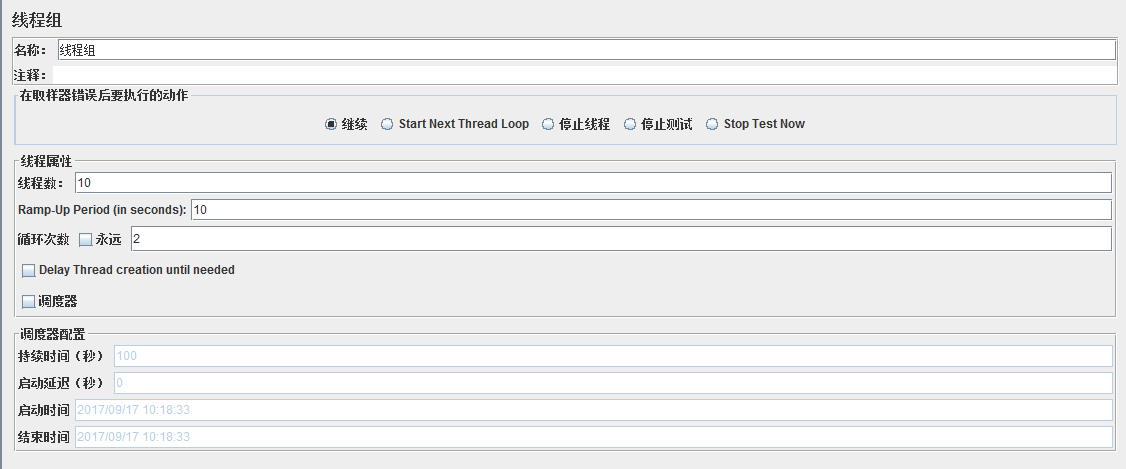 线程组
名称： 线程组
注释：
在取样器错误后要执行的动作
继续 Start Next Thread Loop 停止线程 停止测试 Stop Test Now
线程属性
线程数： 10
Ramp-Up Period (in seconds): 10
循环次数 永远 2
Delay Thread creation until needed
调度器
调度器配置
持续时间（秒） 100
启动延迟（秒） 0
启动时间 2017/09/17 10:18:33
结束时间 2017/09/17 10:18:33